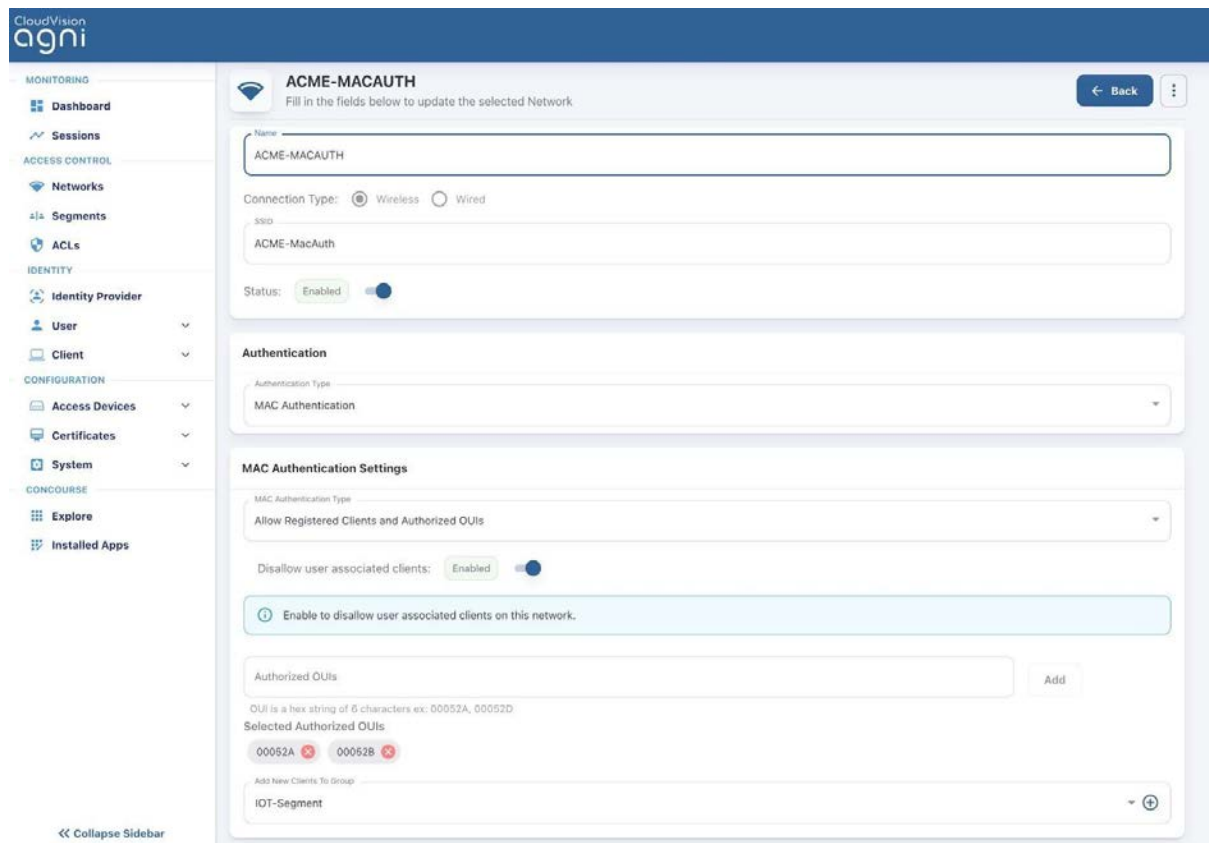 CloudVision
agni
MONITORING
Dashboard
Sessions
ACCESS CONTROL
Networks
Segments
ACLs
IDENTITY
Identity Provider
User
Client
CONFIGURATION
Access Devices
Certificates
System
CONCOURSE
Explore
Installed Apps
Collapse Sidebar
ACME-MACAUTH
Fill in the fields below to update the selected Network
Back
Name
ACME-MACAUTH
Connection Type: Wireless Wired
SSID
ACME-MacAuth
Status: Enabled
Authentication
Authentication Type
MAC Authentication
MAC Authentication Settings
MAC Authentication Type
Allow Registered Clients and Authorized OUIs
Disallow user associated clients: Enabled
Enable to disallow user associated clients on this network.
Authorized OUIs
Add
OUI is a hex string of 6 characters ex: 00052A, 00052D
Selected Authorized OUIs
00052A 00052B
Add New Clients To Group
IOT-Segment